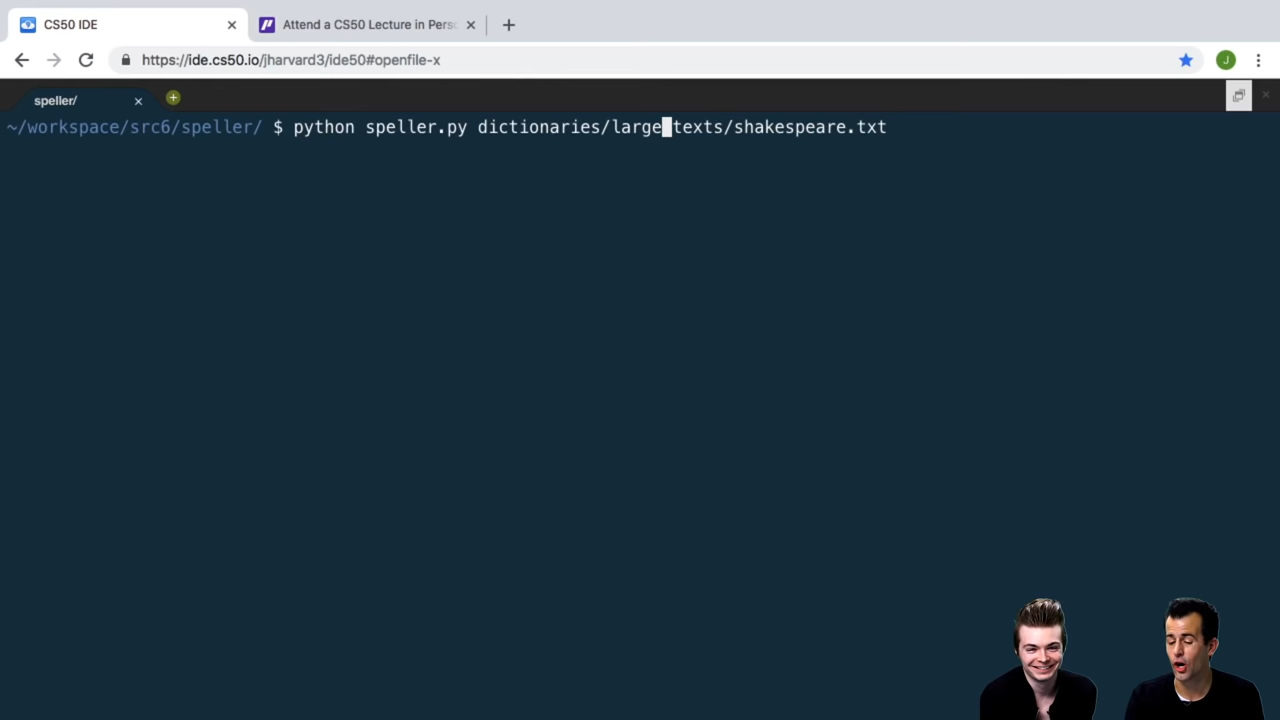 CS50 IDE
Attend a CS50 Lecture in Pers
https://ide.cs50.io/jharvard3/ide50#openfile-x
J
speller/
~/workspace/src6/speller/ $ python speller.py dictionaries/large texts/shakespeare.txt